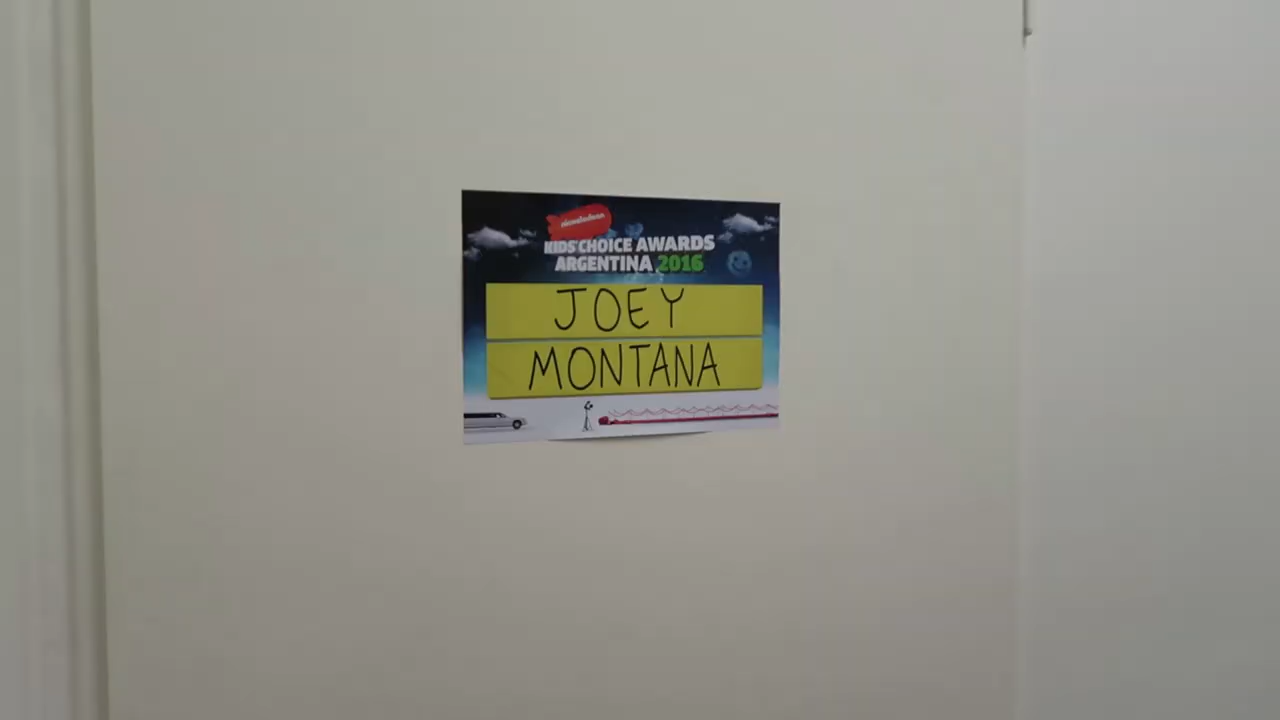 nickelodeon
KIDS' CHOICE AWARDS
ARGENTINA 2016
JOEY
MONTANA